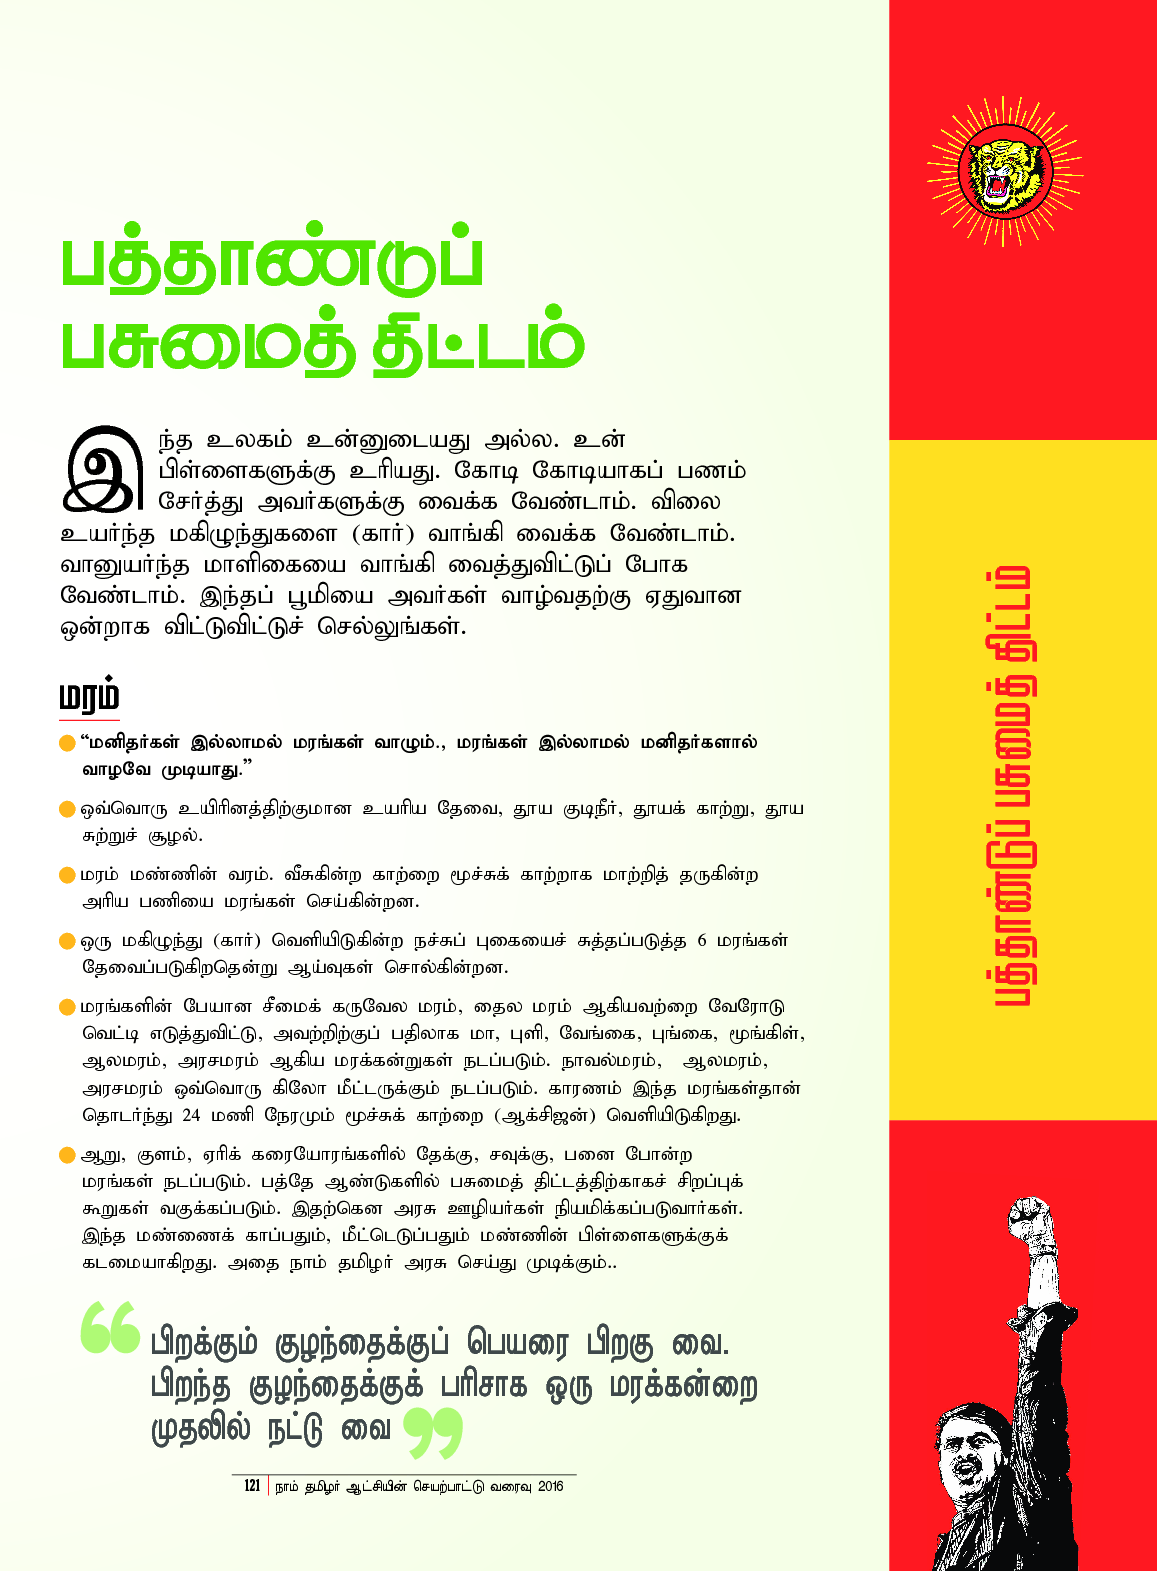 பத்தாண்டுப்
பசுமைத் திட்டம்
இந்த உலகம் உன்னுடையது அல்ல. உன்
பிள்ளைகளுக்கு உரியது. கோடி கோடியாகப் பணம்
சேர்த்து அவர்களுக்கு வைக்க வேண்டாம். விலை
உயர்ந்த மகிழுந்துகளை (கார்) வாங்கி வைக்க வேண்டாம்.
வானுயர்ந்த மாளிகையை வாங்கி வைத்துவிட்டுப் போக
வேண்டாம். இந்தப் பூமியை அவர்கள் வாழ்வதற்கு ஏதுவான
ஒன்றாக விட்டுவிட்டுச் செல்லுங்கள்.
மரம்
“மனிதர்கள் இல்லாமல் மரங்கள் வாழும்., மரங்கள் இல்லாமல் மனிதர்களால்
வாழவே முடியாது.”
ஒவ்வொரு உயிரினத்திற்குமான உயரிய தேவை, தூய குடிநீர், தூயக் காற்று, தூய
சுற்றுச் சூழல்.
மரம் மண்ணின் வரம். வீசுகின்ற காற்றை மூச்சுக் காற்றாக மாற்றித் தருகின்ற
அரிய பணியை மரங்கள் செய்கின்றன.
ஒரு மகிழுந்து (கார்) வெளியிடுகின்ற நச்சுப் புகையைச் சுத்தப்படுத்த 6 மரங்கள்
தேவைப்படுகிறதென்று ஆய்வுகள் சொல்கின்றன.
மரங்களின் பேயான சீமைக் கருவேல மரம், தைல மரம் ஆகியவற்றை வேரோடு
வெட்டி எடுத்துவிட்டு, அவற்றிற்குப் பதிலாக மா, புளி, வேங்கை, புங்கை, மூங்கிள்,
ஆலமரம், அரசமரம் ஆகிய மரக்கன்றுகள் நடப்படும். நாவல்மரம், ஆலமரம்,
அரசமரம் ஒவ்வொரு கிலோ மீட்டருக்கும் நடப்படும். காரணம் இந்த மரங்கள்தான்
தொடர்ந்து 24 மணி நேரமும் மூச்சுக் காற்றை (ஆக்சிஜன்) வெளியிடுகிறது.
ஆறு, குளம், ஏரிக் கரையோரங்களில் தேக்கு, சவுக்கு, பனை போன்ற
மரங்கள் நடப்படும். பத்தே ஆண்டுகளில் பசுமைத் திட்டத்திற்காகச் சிறப்புக்
கூறுகள் வகுக்கப்படும். இதற்கென அரசு ஊழியர்கள் நியமிக்கப்படுவார்கள்.
இந்த மண்ணைக் காப்பதும், மீட்டெடுப்பதும் மண்ணின் பிள்ளைகளுக்குக்
கடமையாகிறது. அதை நாம் தமிழர் அரசு செய்து முடிக்கும்..
“பிறக்கும் குழந்தைக்குப் பெயரை பிறகு வை.
பிறந்த குழந்தைக்குக் பரிசாக ஒரு மரக்கன்றை
முதலில் நட்டு வை”
121 | நாம் தமிழர் ஆட்சியின் செயற்பாட்டு வரைவு 2016
பத்தாண்டுப் பசுமைத் திட்டம்